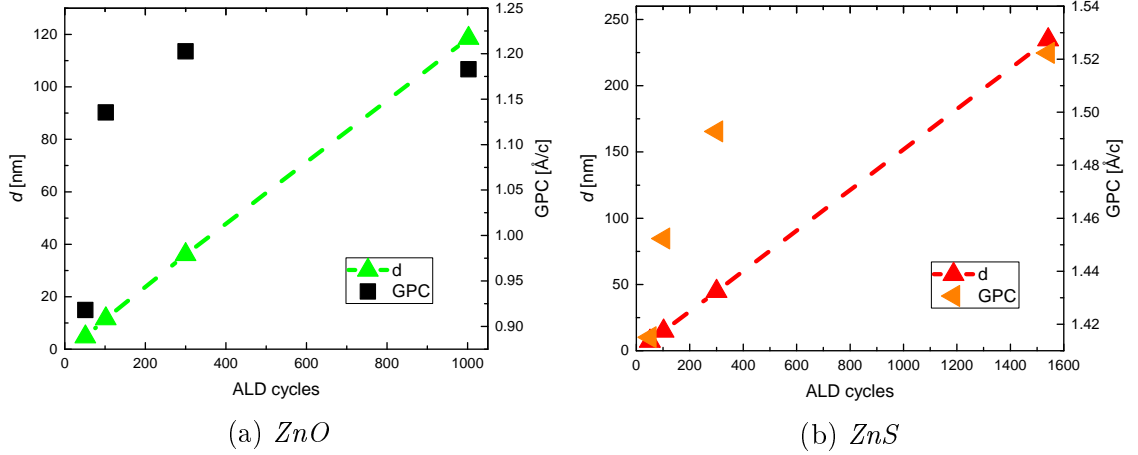 120
100
80
60
40
20
0
d [nm]
1.25
1.20
1.15
1.10
1.05
1.00
0.95
0.90
GPC [Å/c]
d
GPC
0 200 400 600 800 1000
ALD cycles
(a) ZnO
250
200
150
100
50
0
d [nm]
1.54
1.52
1.50
1.48
1.46
1.44
1.42
GPC [Å/c]
d
GPC
0 200 400 600 800 1000 1200 1400 1600
ALD cycles
(b) ZnS